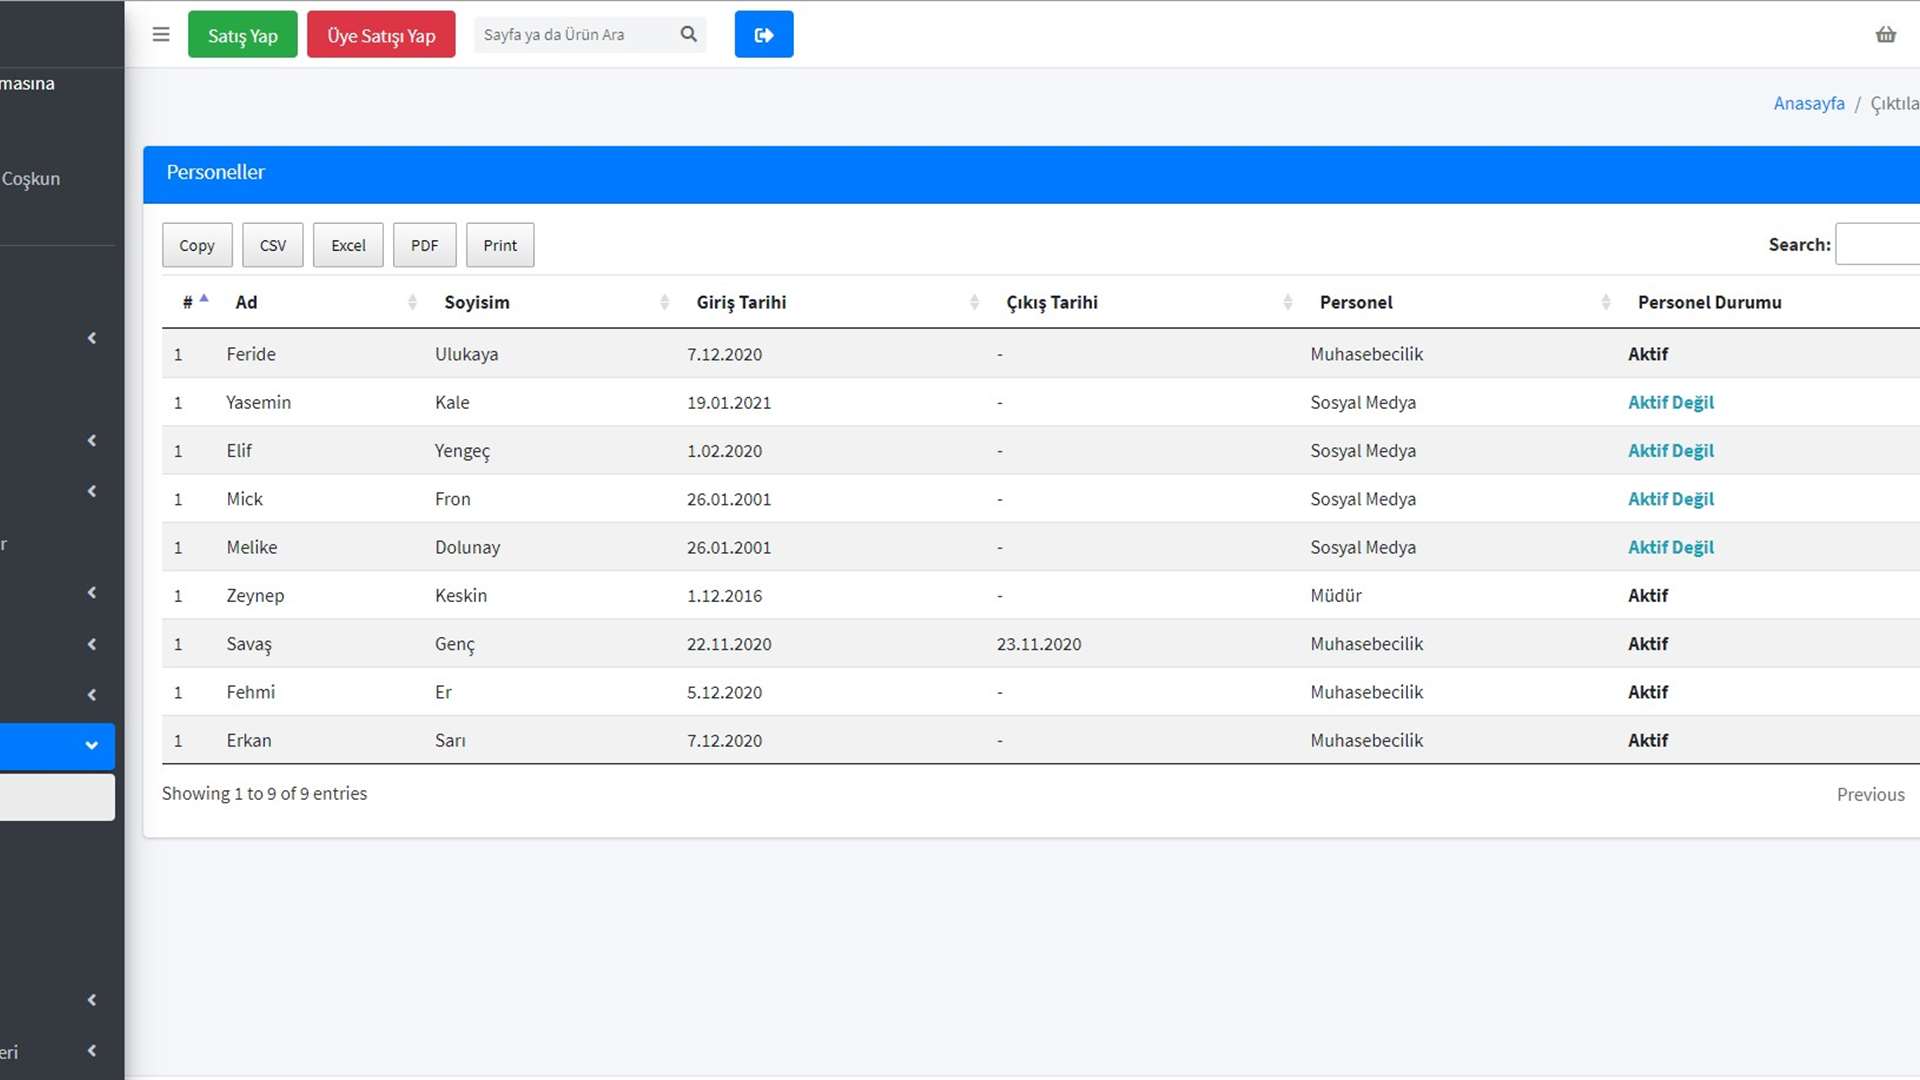 Satış Yap Üye Satışı Yap Sayfa ya da Ürün Ara
masına
Anasayfa / Çıktıla
Coşkun
Personeller
Copy CSV Excel PDF Print Search:
# Ad Soyisim Giriş Tarihi Çıkış Tarihi Personel Personel Durumu
1 Feride Ulukaya 7.12.2020 - Muhasebecilik Aktif
1 Yasemin Kale 19.01.2021 - Sosyal Medya Aktif Değil
1 Elif Yengeç 1.02.2020 - Sosyal Medya Aktif Değil
1 Mick Fron 26.01.2001 - Sosyal Medya Aktif Değil
1 Melike Dolunay 26.01.2001 - Sosyal Medya Aktif Değil
r
1 Zeynep Keskin 1.12.2016 - Müdür Aktif
1 Savaş Genç 22.11.2020 23.11.2020 Muhasebecilik Aktif
1 Fehmi Er 5.12.2020 - Muhasebecilik Aktif
1 Erkan Sarı 7.12.2020 - Muhasebecilik Aktif
Showing 1 to 9 of 9 entries Previous
eri